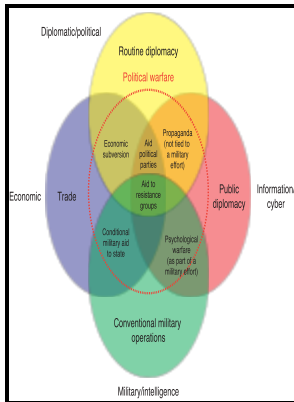 Diplomatic/political
Routine diplomacy
Political warfare
Economic
subversion
Aid
political
parties
Propaganda
(not tied to
a military
effort)
Economic
Trade
Aid to
resistance
groups
Public
diplomacy
Information/
cyber
Conditional
military aid
to state
Psychological
warfare
(as part of a
military effort)
Conventional military
operations
Military/intelligence